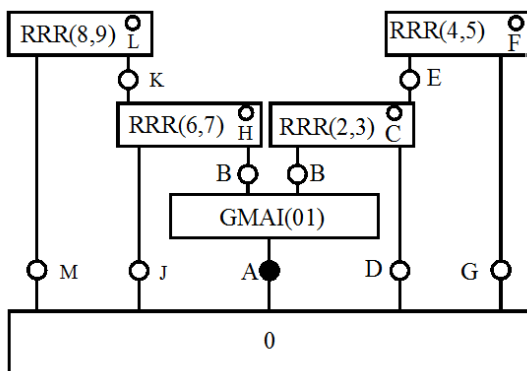 RRR(8,9) L
RRR(4,5) F
K
E
RRR(6,7) H
RRR(2,3) C
B
B
GMAI(01)
M
J
A
D
G
0